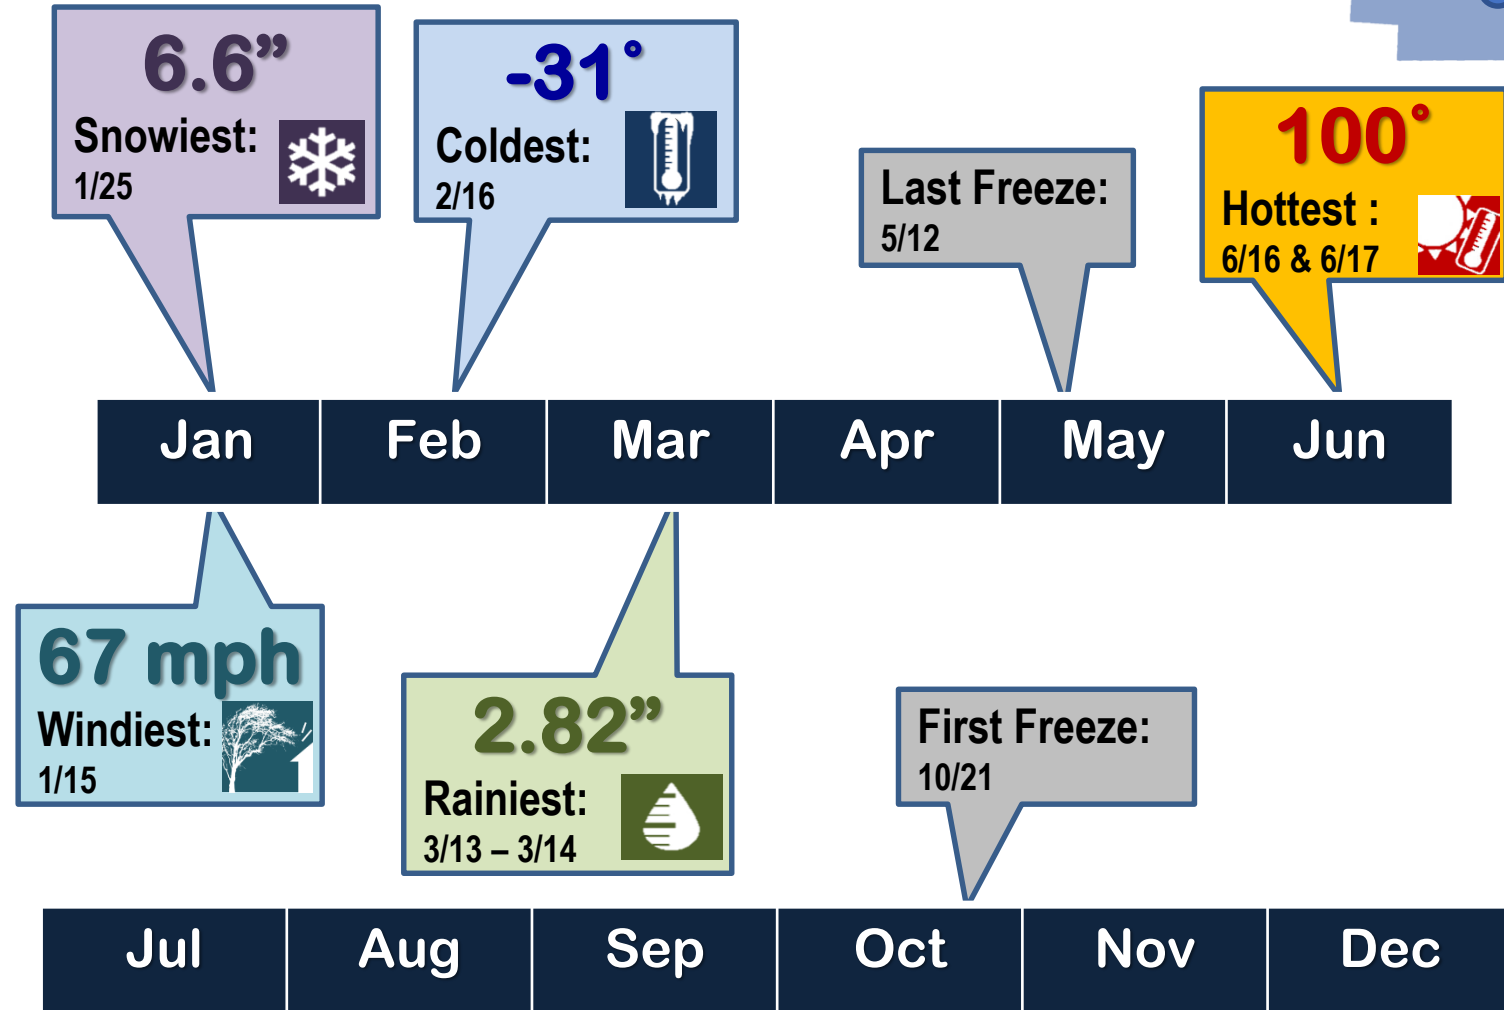 6.6”
Snowiest:
1/25
-31°
Coldest:
2/16
Last Freeze:
5/12
100°
Hottest :
6/16 & 6/17
Jan
Feb
Mar
Apr
May
Jun
67 mph
Windiest:
1/15
2.82”
Rainiest:
3/13 – 3/14
First Freeze:
10/21
Jul
Aug
Sep
Oct
Nov
Dec